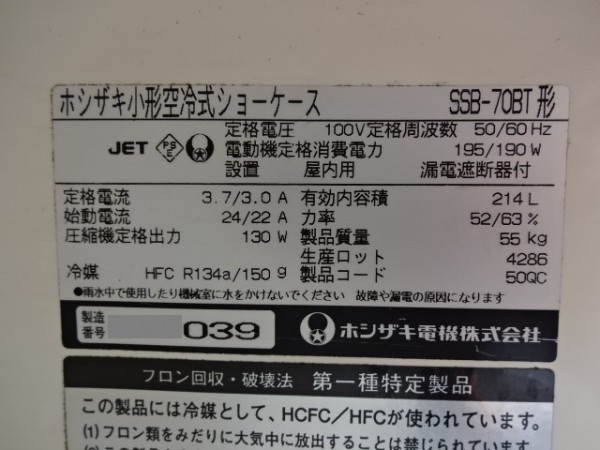 ホシザキ小形空冷式ショーケース SSB-70BT 形
定格電圧 100V 定格周波数 50/60 Hz
JET PSE 電動機定格消費電力 195/190 W
設置 屋内用 漏電遮断器付
定格電流 3.7/3.0 A 有効内容積 214 L
始動電流 24/22 A 力率 52/63 %
圧縮機定格出力 130 W 製品質量 55 kg
生産ロット 4286
冷媒 HFC R134a/150 g 製品コード 50QC
●雨水中で使用したり機械室に水をかけないでください 故障や漏電の原因になります
製造番号 039 ホシザキ電機株式会社
フロン回収・破壊法 第一種特定製品
この製品には冷媒として、HCFC/HFCが使われています。
(1)フロン類をみだりに大気中に放出することは禁じられています